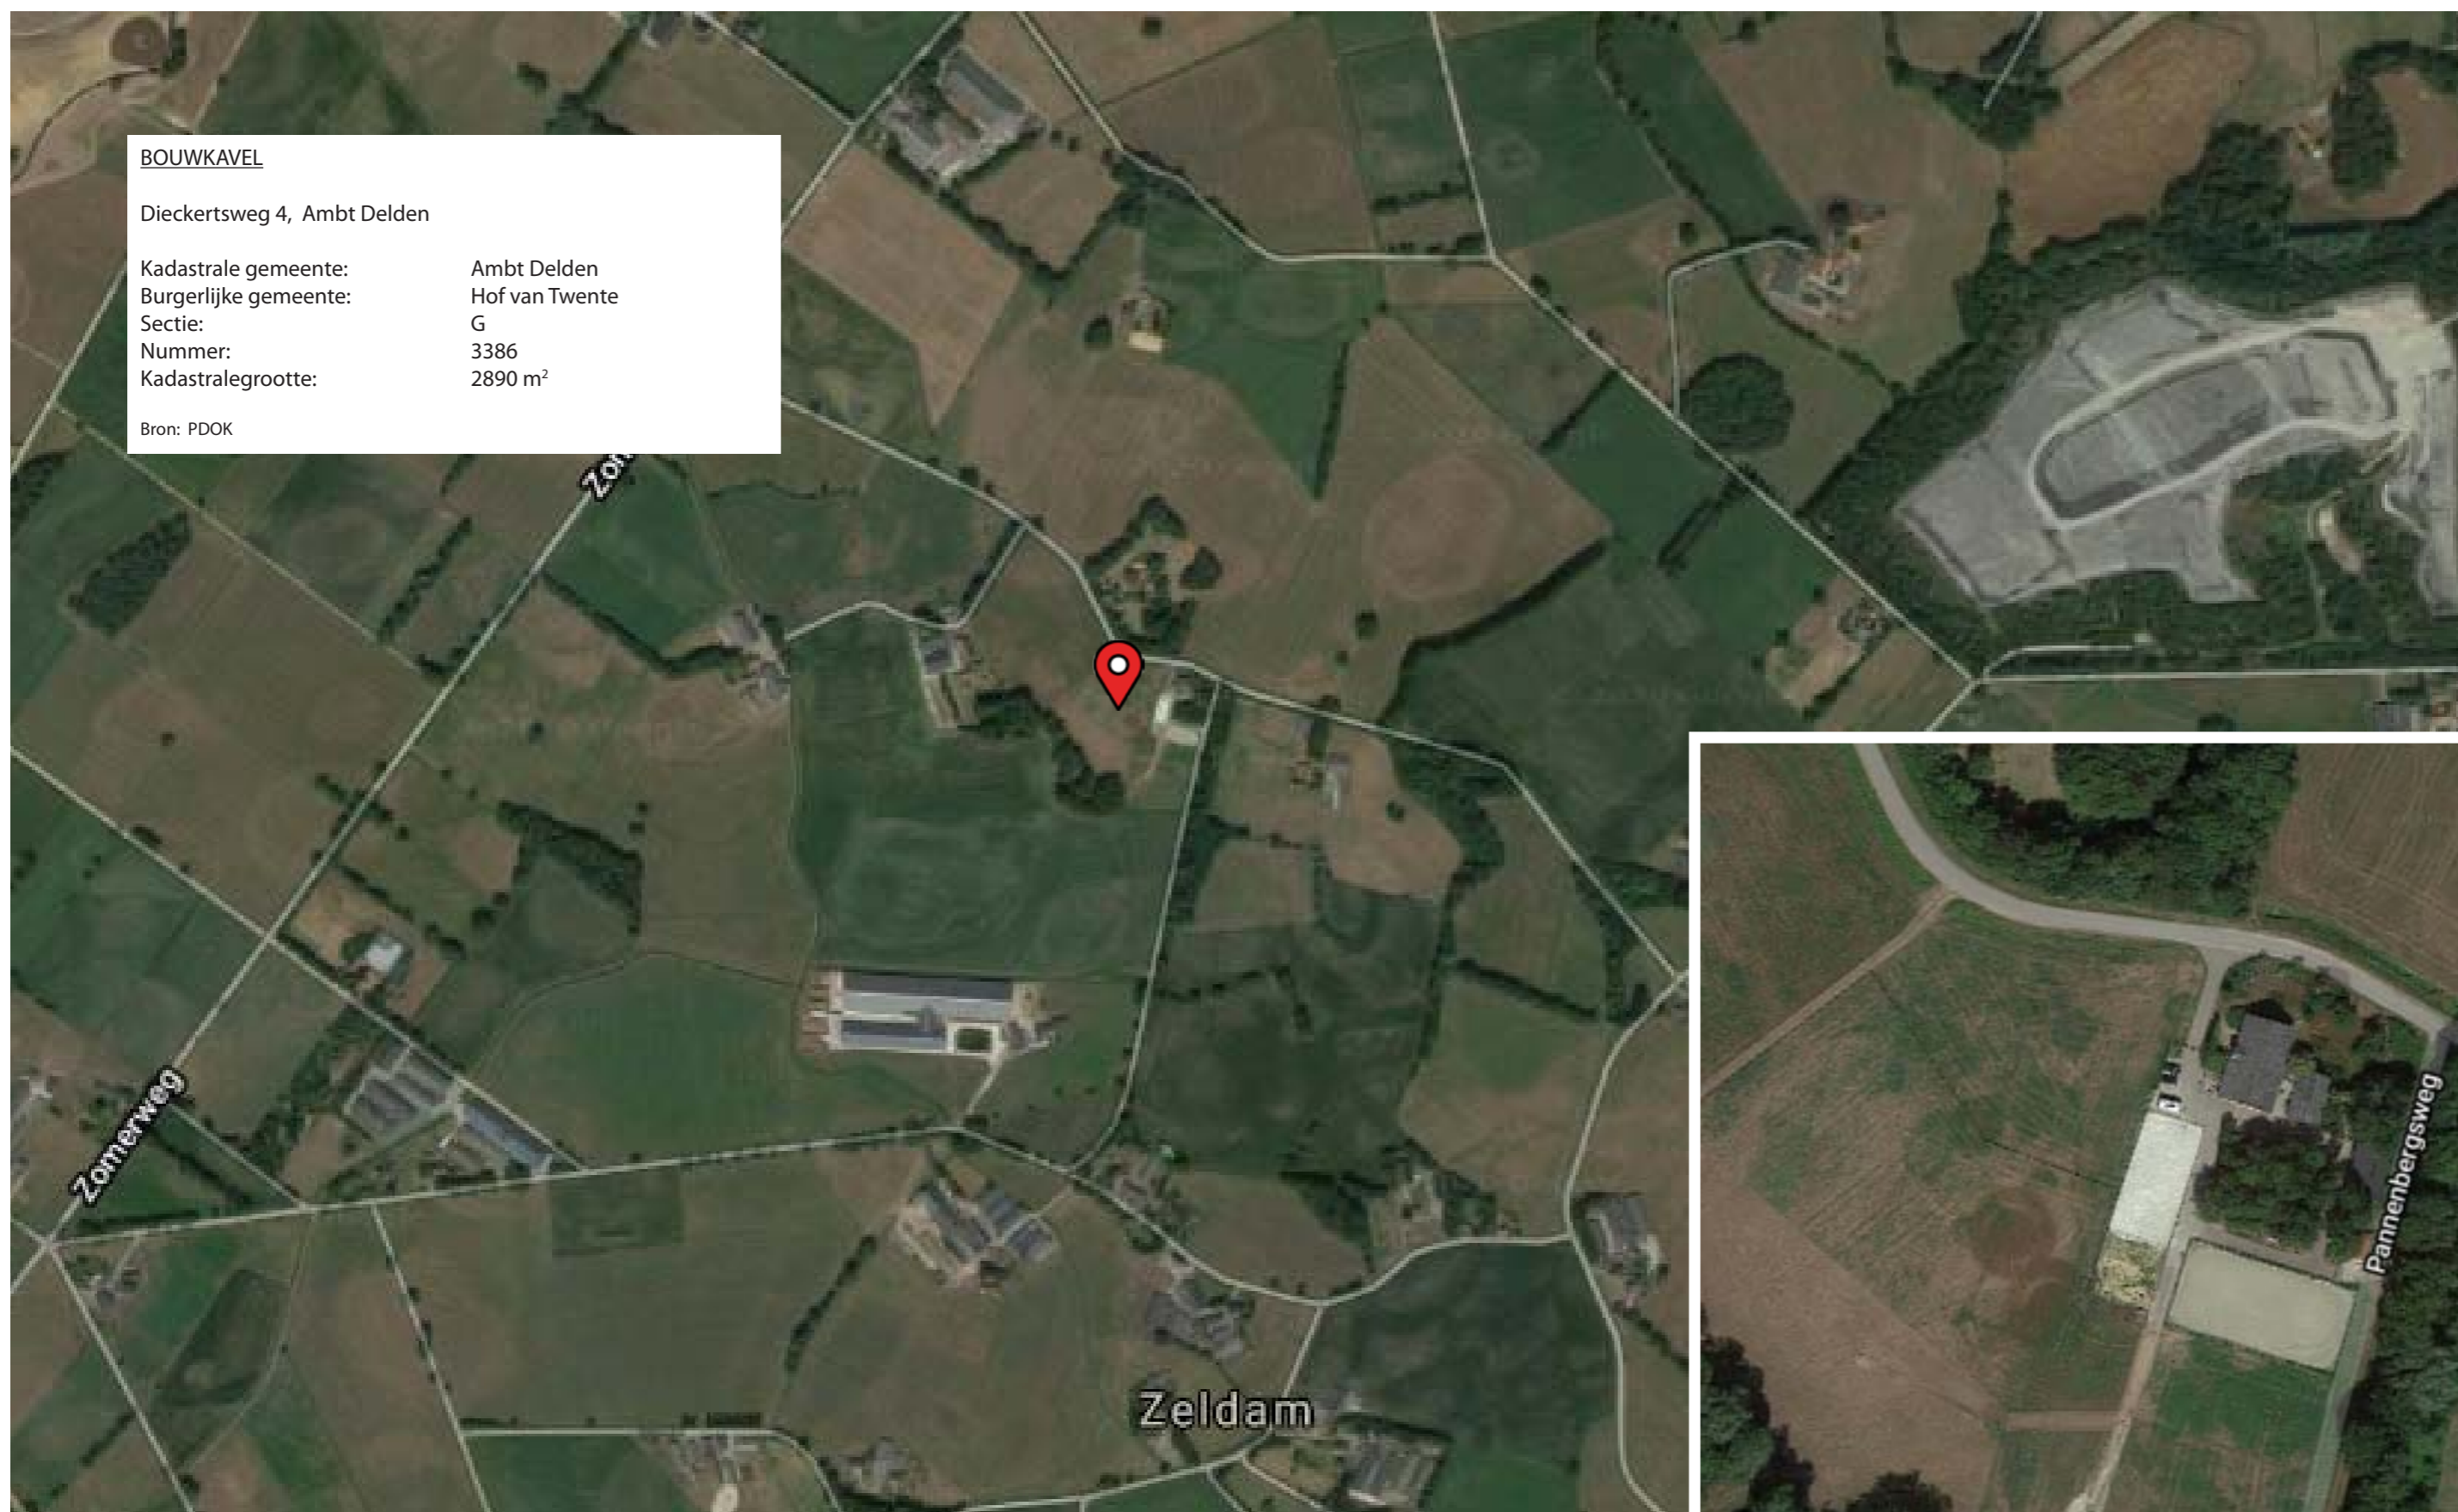 BOUWKAVEL
Dieckertsweg 4, Ambt Delden
Kadastrale gemeente: Ambt Delden
Burgerlijke gemeente: Hof van Twente
Sectie: G
Nummer: 3386
Kadastralegrootte: 2890 m²
Bron: PDOK
Zomerweg
Pannenbergsweg
Zeldam